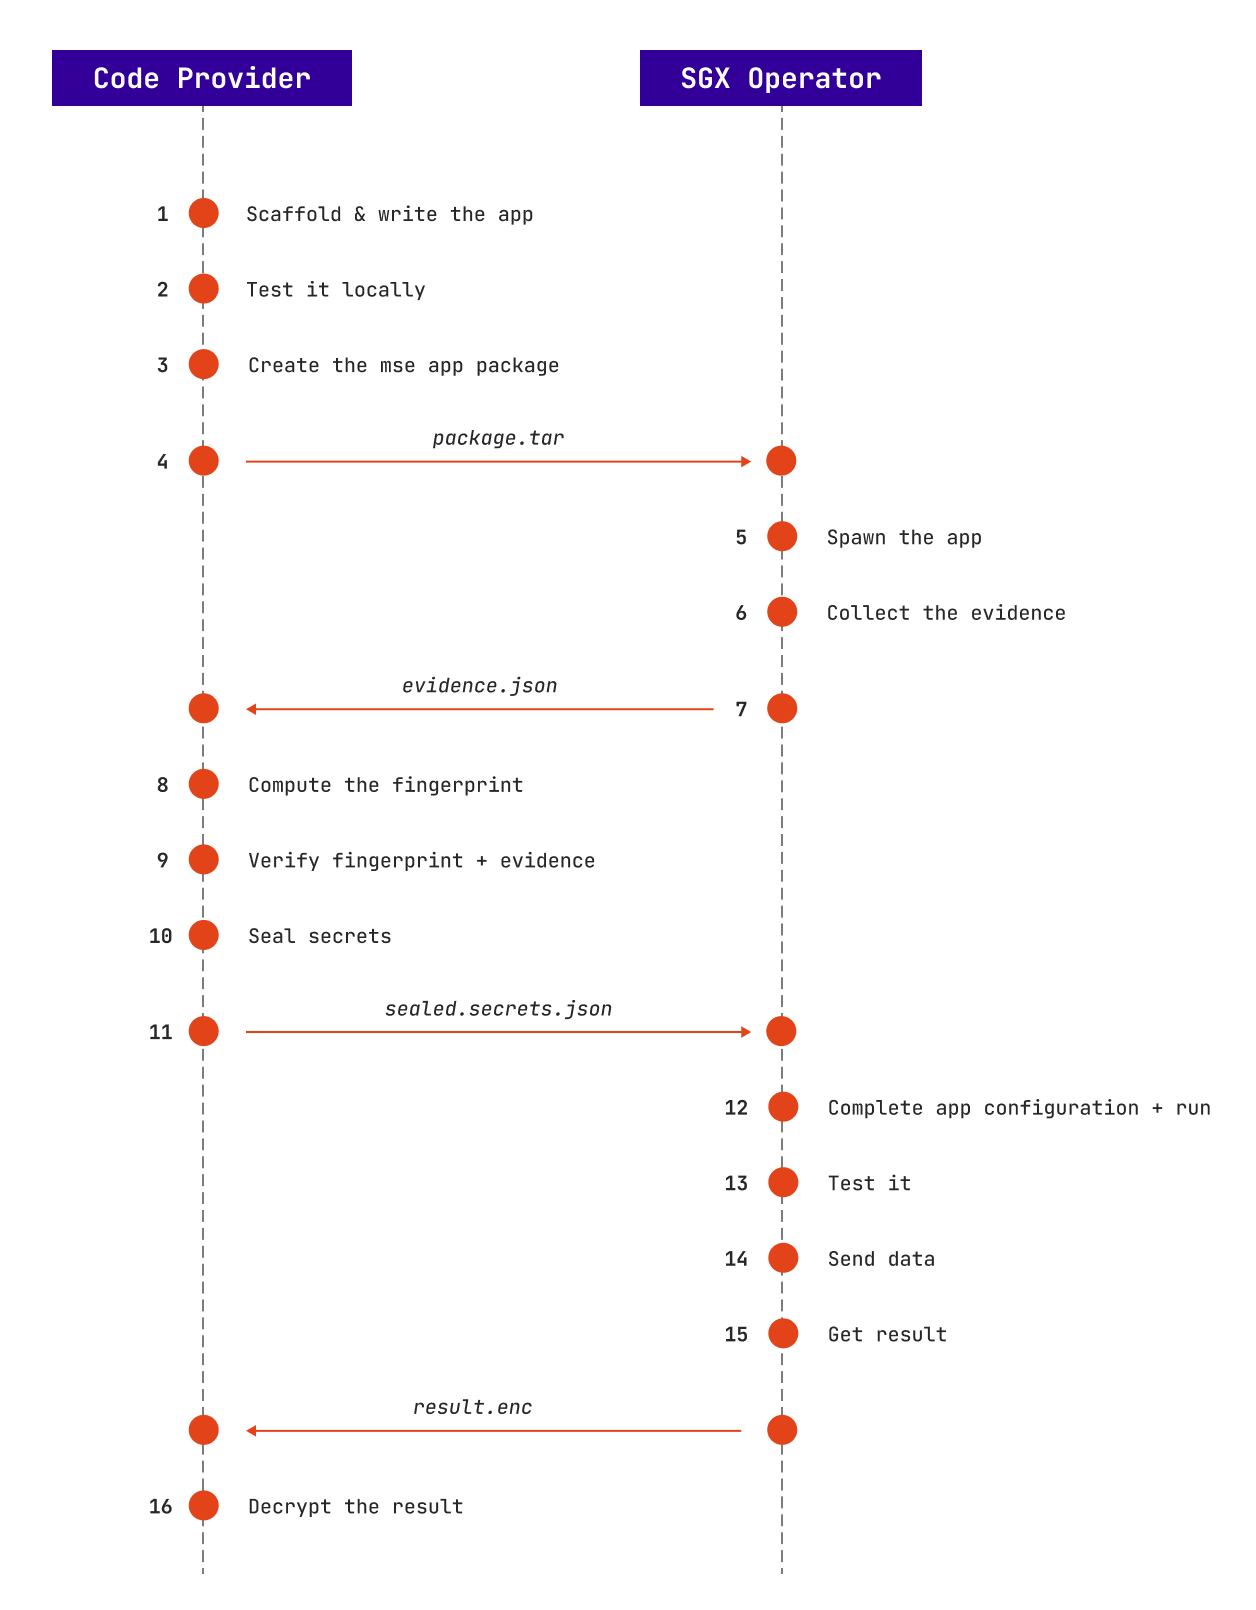 Code Provider
SGX Operator
1 Scaffold & write the app
2 Test it locally
3 Create the mse app package
package.tar
4
5 Spawn the app
6 Collect the evidence
evidence.json
7
8 Compute the fingerprint
9 Verify fingerprint + evidence
10 Seal secrets
sealed.secrets.json
11
12 Complete app configuration + run
13 Test it
14 Send data
15 Get result
result.enc
16 Decrypt the result